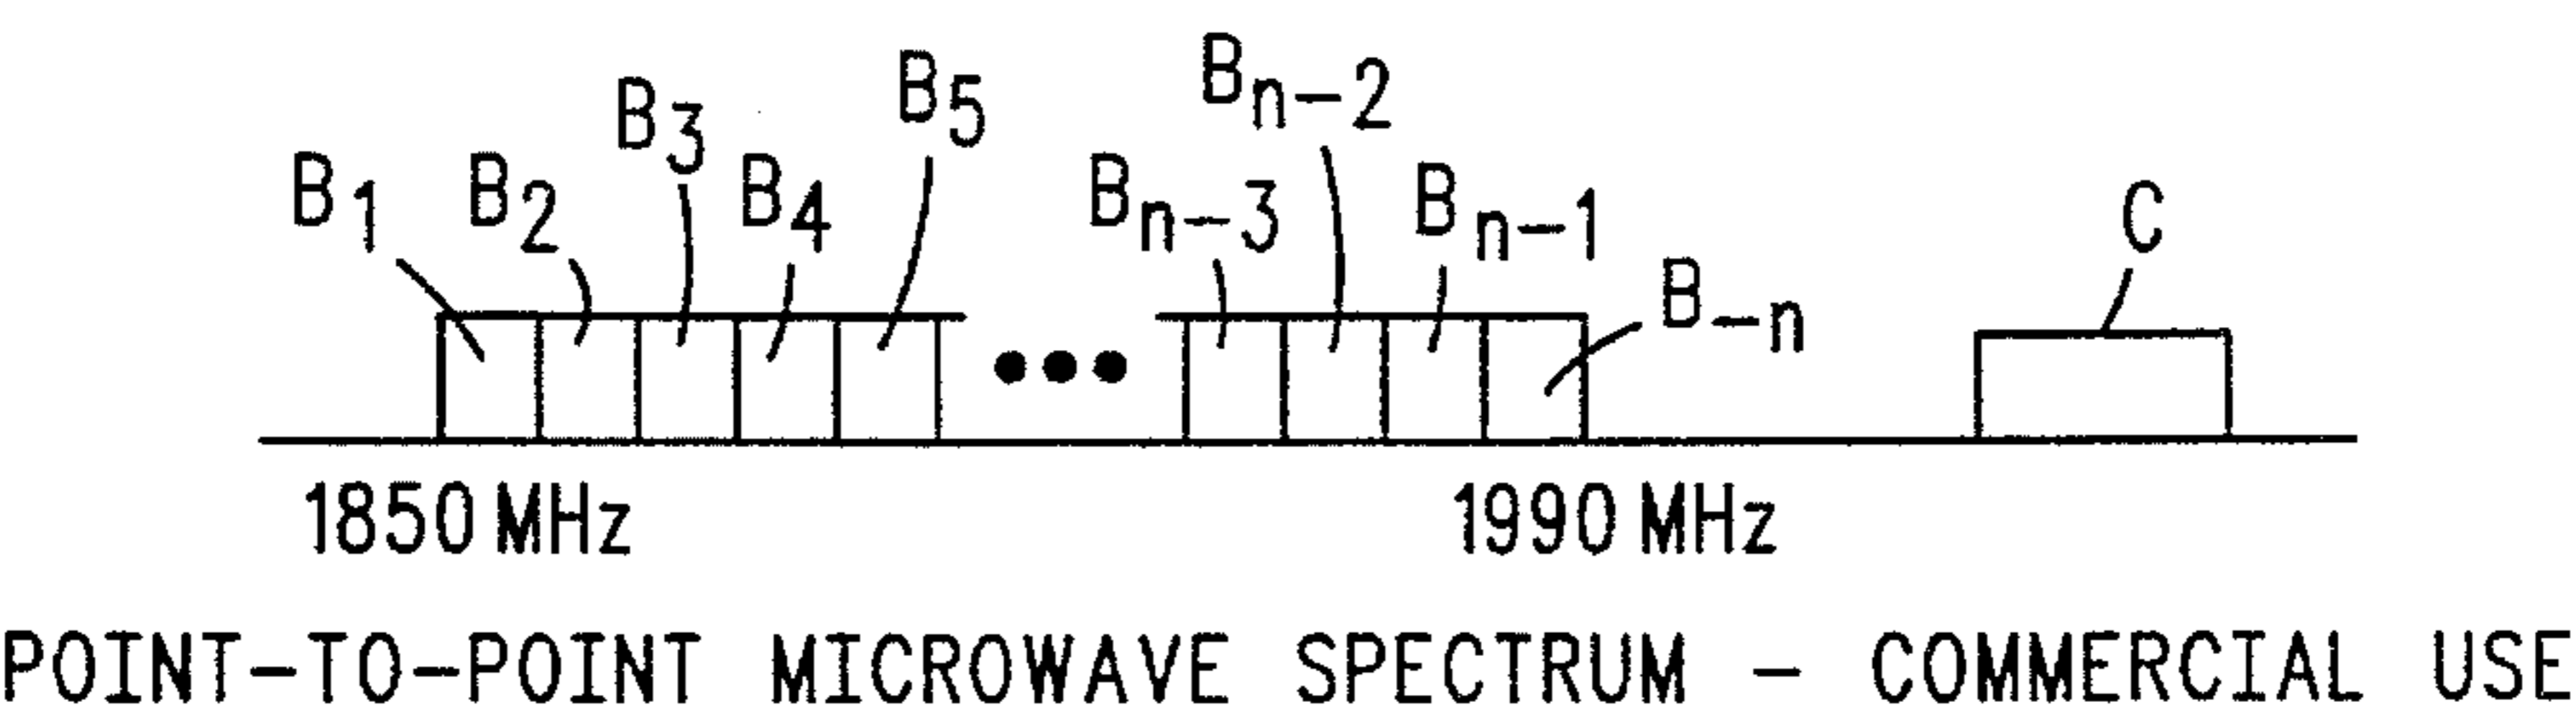 B1 B2 B3 B4 B5 Bn-3 Bn-2 Bn-1 B-n C
1850 MHz 1990 MHz
POINT-TO-POINT MICROWAVE SPECTRUM - COMMERCIAL USE